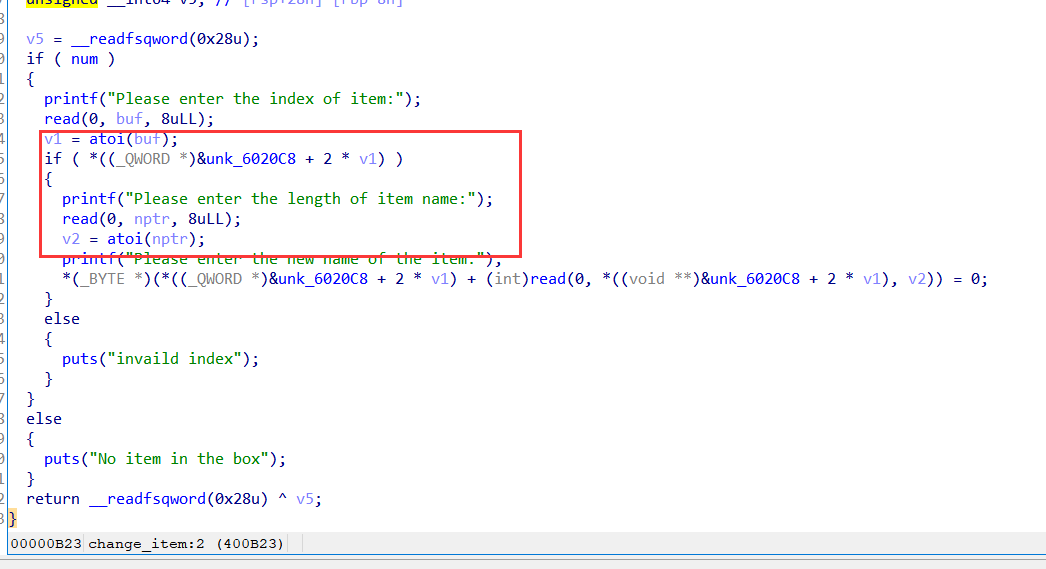 unsigned __int64 v5; // [rsp+28h] [rbp-8h]
v5 = __readfsqword(0x28u);
if ( num )
{
printf("Please enter the index of item:");
read(0, buf, 8uLL);
v1 = atoi(buf);
if ( *((_QWORD *)&unk_6020C8 + 2 * v1) )
{
printf("Please enter the length of item name:");
read(0, nptr, 8uLL);
v2 = atoi(nptr);
printf("Please enter the new name of the item:");
*(_BYTE *)(*((_QWORD *)&unk_6020C8 + 2 * v1) + (int)read(0, *((void **)&unk_6020C8 + 2 * v1), v2)) = 0;
}
else
{
puts("invaild index");
}
}
else
{
puts("No item in the box");
}
return __readfsqword(0x28u) ^ v5;
}
00000B23 change_item:2 (400B23)